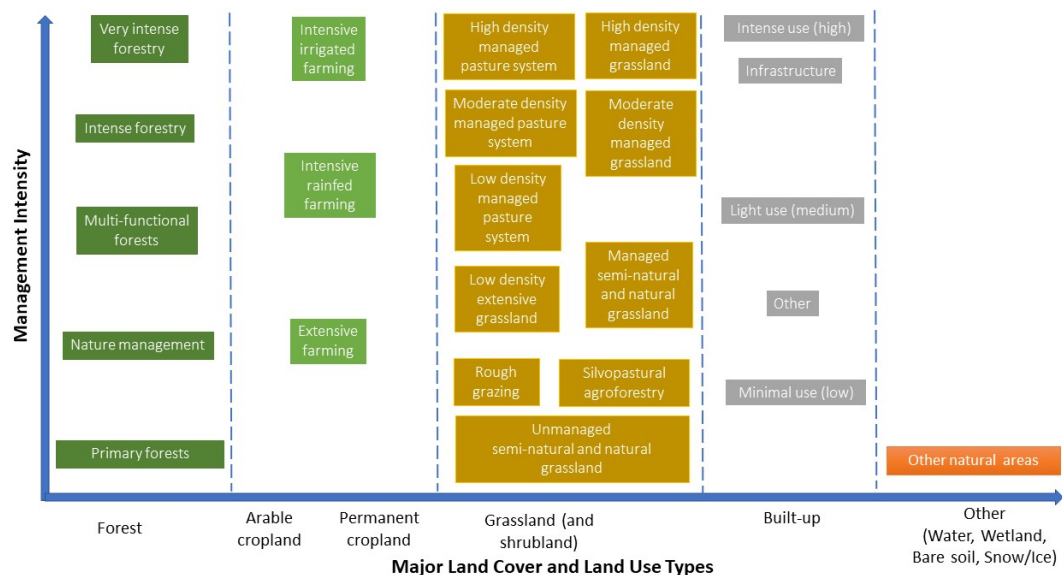 Management Intensity
Very intense
forestry
Intense forestry
Multi-functional
forests
Nature management
Primary forests
Intensive
irrigated
farming
Intensive
rainfed
farming
Extensive
farming
High density
managed
pasture system
High density
managed
grassland
Moderate density
managed pasture
system
Moderate
density
managed
grassland
Low density
managed
pasture
system
Managed
semi-natural
and natural
grassland
Low density
extensive
grassland
Rough
grazing
Silvopastural
agroforestry
Unmanaged
semi-natural and natural
grassland
Intense use (high)
Infrastructure
Light use (medium)
Other
Minimal use (low)
Other natural areas
Forest
Arable
cropland
Permanent
cropland
Grassland (and
shrubland)
Built-up
Other
(Water, Wetland,
Bare soil, Snow/Ice)
Major Land Cover and Land Use Types